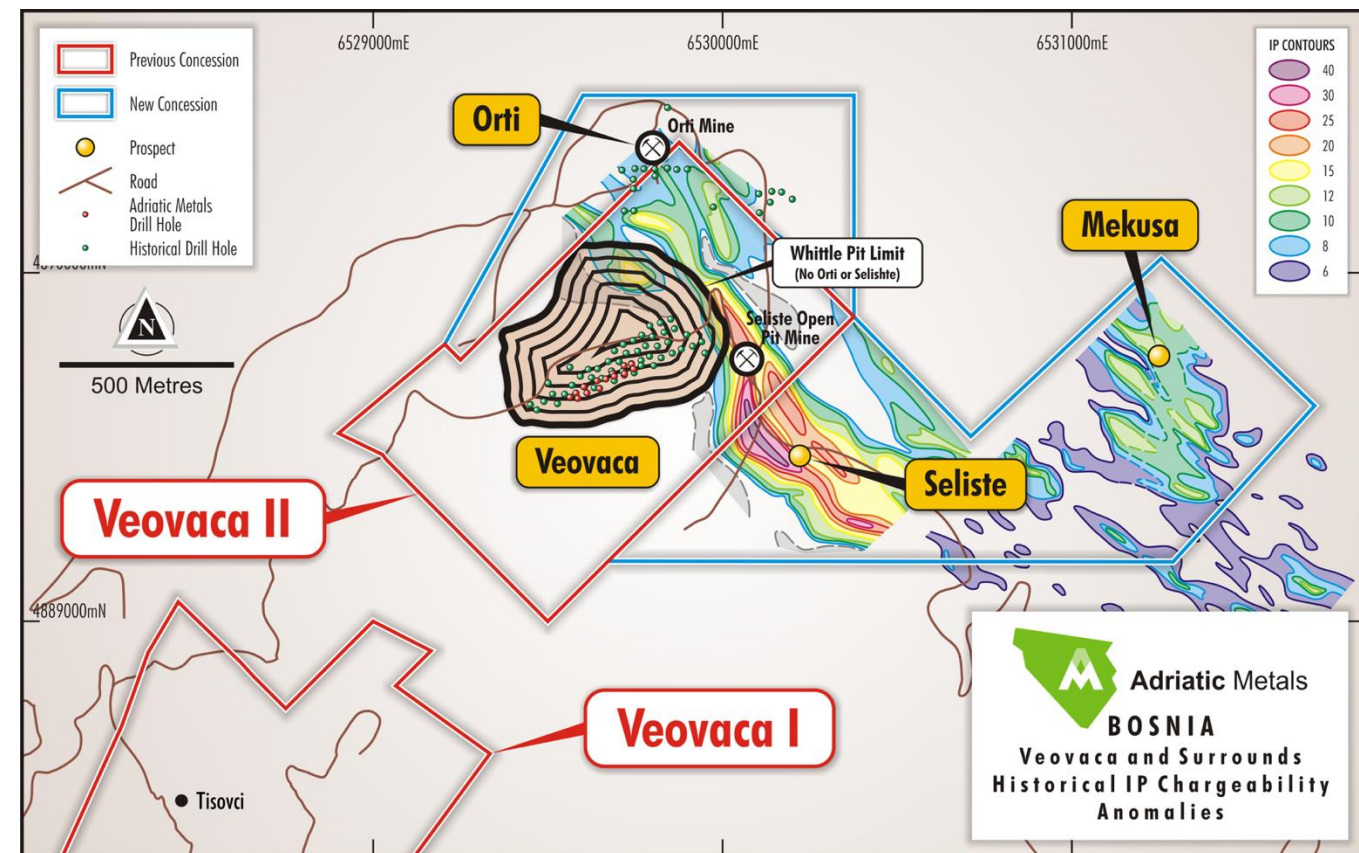 6529000mE
6530000mE
6531000mE
Previous Concession
New Concession
Prospect
Road
Adriatic Metals
Drill Hole
Historical Drill Hole
IP CONTOURS
40
30
25
20
15
12
10
8
6
Orti
Orti Mine
Mekusa
Whittle Pit Limit
(No Orti or Selishte)
N
500 Metres
Seliste Open
Pit Mine
Veovaca
Seliste
Veovaca II
4889000mN
Veovaca I
Tisovci
Adriatic Metals
BOSNIA
Veovaca and Surrounds
Historical IP Chargeability
Anomalies